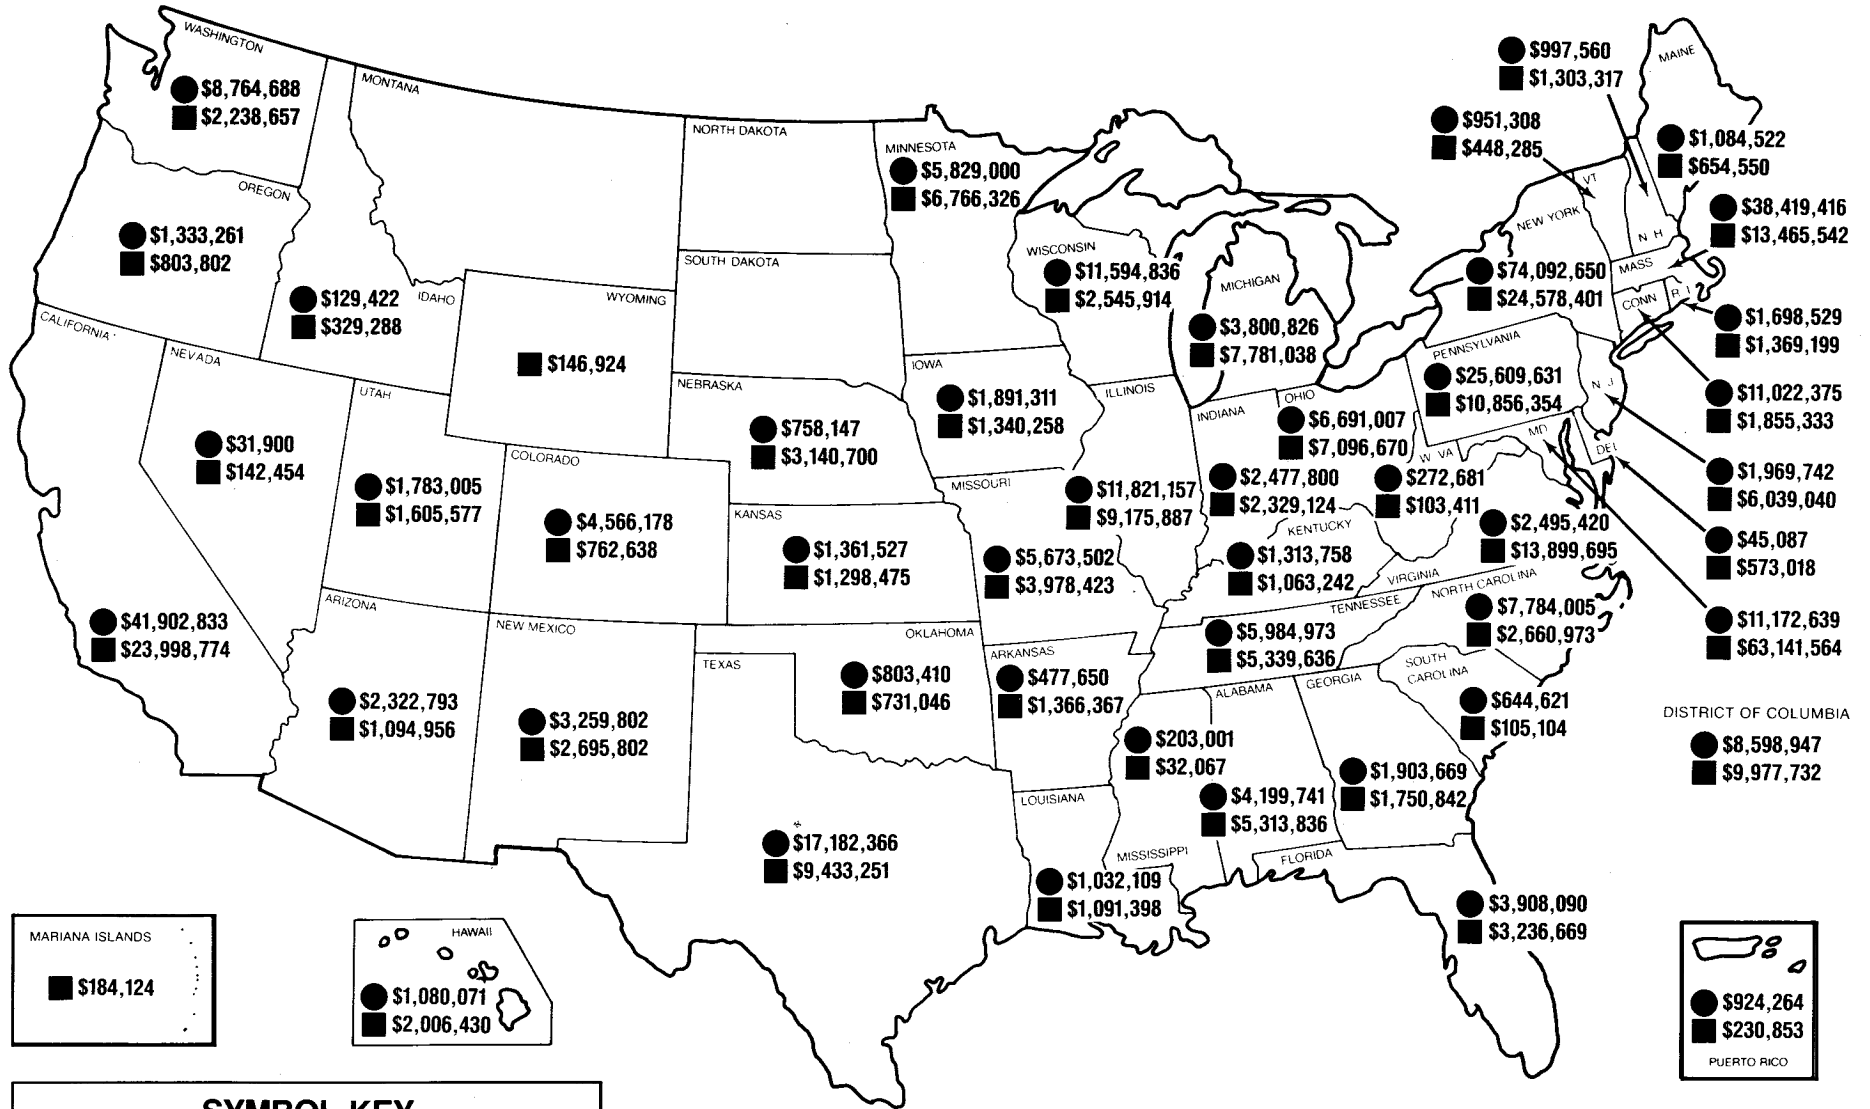 WASHINGTON
$8,764,688
$2,238,657
MONTANA
NORTH DAKOTA
MINNESOTA
$5,829,000
$6,766,326
$997,560
$1,303,317
MAINE
$951,308
$448,285
$1,084,522
$654,550
OREGON
$1,333,261
$803,802
VT
NEW YORK
$74,092,650
$24,578,401
N H
$38,419,416
$13,465,542
MASS
CONN
R I
$1,698,529
$1,369,199
SOUTH DAKOTA
WISCONSIN
$11,594,836
$2,545,914
MICHIGAN
$3,800,826
$7,781,038
IDAHO
$129,422
$329,288
WYOMING
$146,924
CALIFORNIA
$41,902,833
$23,998,774
NEVADA
$31,900
$142,454
UTAH
$1,783,005
$1,605,577
NEBRASKA
$758,147
$3,140,700
IOWA
$1,891,311
$1,340,258
ILLINOIS
$11,821,157
$9,175,887
INDIANA
$2,477,800
$2,329,124
OHIO
$6,691,007
$7,096,670
PENNSYLVANIA
$25,609,631
$10,856,354
N J
$11,022,375
$1,855,333
MD
DEL
$1,969,742
$6,039,040
W VA
$272,681
$103,411
$2,495,420
$13,899,695
$45,087
$573,018
COLORADO
$4,566,178
$762,638
KANSAS
$1,361,527
$1,298,475
MISSOURI
$5,673,502
$3,978,423
KENTUCKY
$1,313,758
$1,063,242
VIRGINIA
NORTH CAROLINA
$7,784,005
$2,660,973
$11,172,639
$63,141,564
ARIZONA
$2,322,793
$1,094,956
NEW MEXICO
$3,259,802
$2,695,802
OKLAHOMA
$803,410
$731,046
TEXAS
$17,182,366
$9,433,251
ARKANSAS
$477,650
$1,366,367
TENNESSEE
$5,984,973
$5,339,636
SOUTH
CAROLINA
$644,621
$105,104
ALABAMA
$4,199,741
$5,313,836
GEORGIA
$1,903,669
$1,750,842
$203,001
$32,067
MISSISSIPPI
LOUISIANA
$1,032,109
$1,091,398
FLORIDA
$3,908,090
$3,236,669
DISTRICT OF COLUMBIA
$8,598,947
$9,977,732
MARIANA ISLANDS
$184,124
HAWAII
$1,080,071
$2,006,430
$924,264
$230,853
PUERTO RICO
SYMBOL KEY